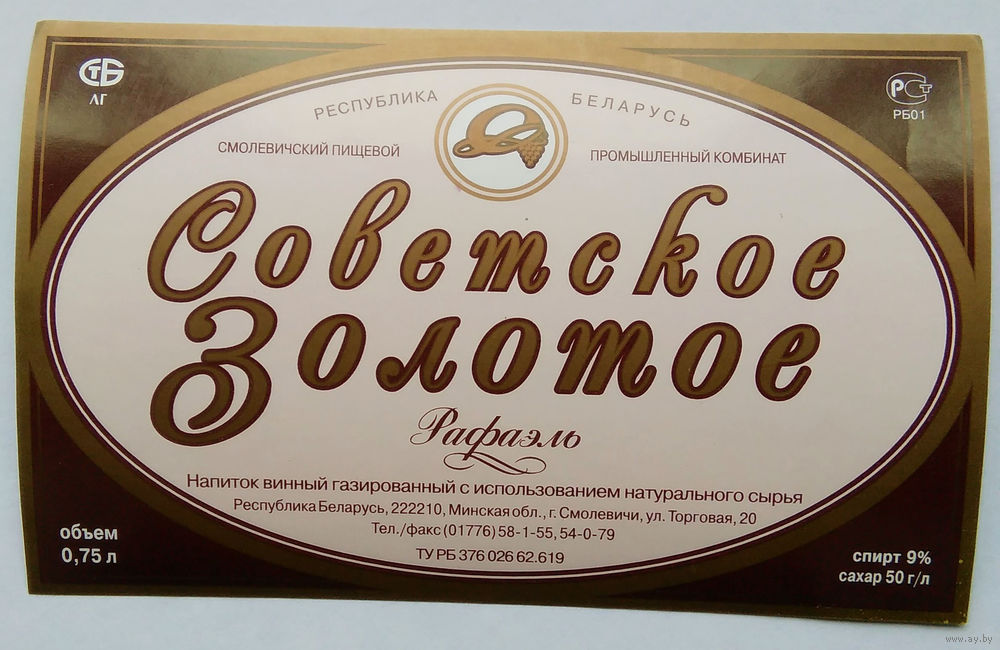 СТБ
ЛГ
РСТ
РБ01
РЕСПУБЛИКА БЕЛАРУСЬ
СМОЛЕВИЧСКИЙ ПИЩЕВОЙ ПРОМЫШЛЕННЫЙ КОМБИНАТ
Советское
Золотое
Рафаэль
Напиток винный газированный с использованием натурального сырья
Республика Беларусь, 222210, Минская обл., г. Смолевичи, ул. Торговая, 20
Тел./факс (01776) 58-1-55, 54-0-79
ТУ РБ 376 026 62.619
объем
0,75 л
спирт 9%
сахар 50 г/л
www.ay.by